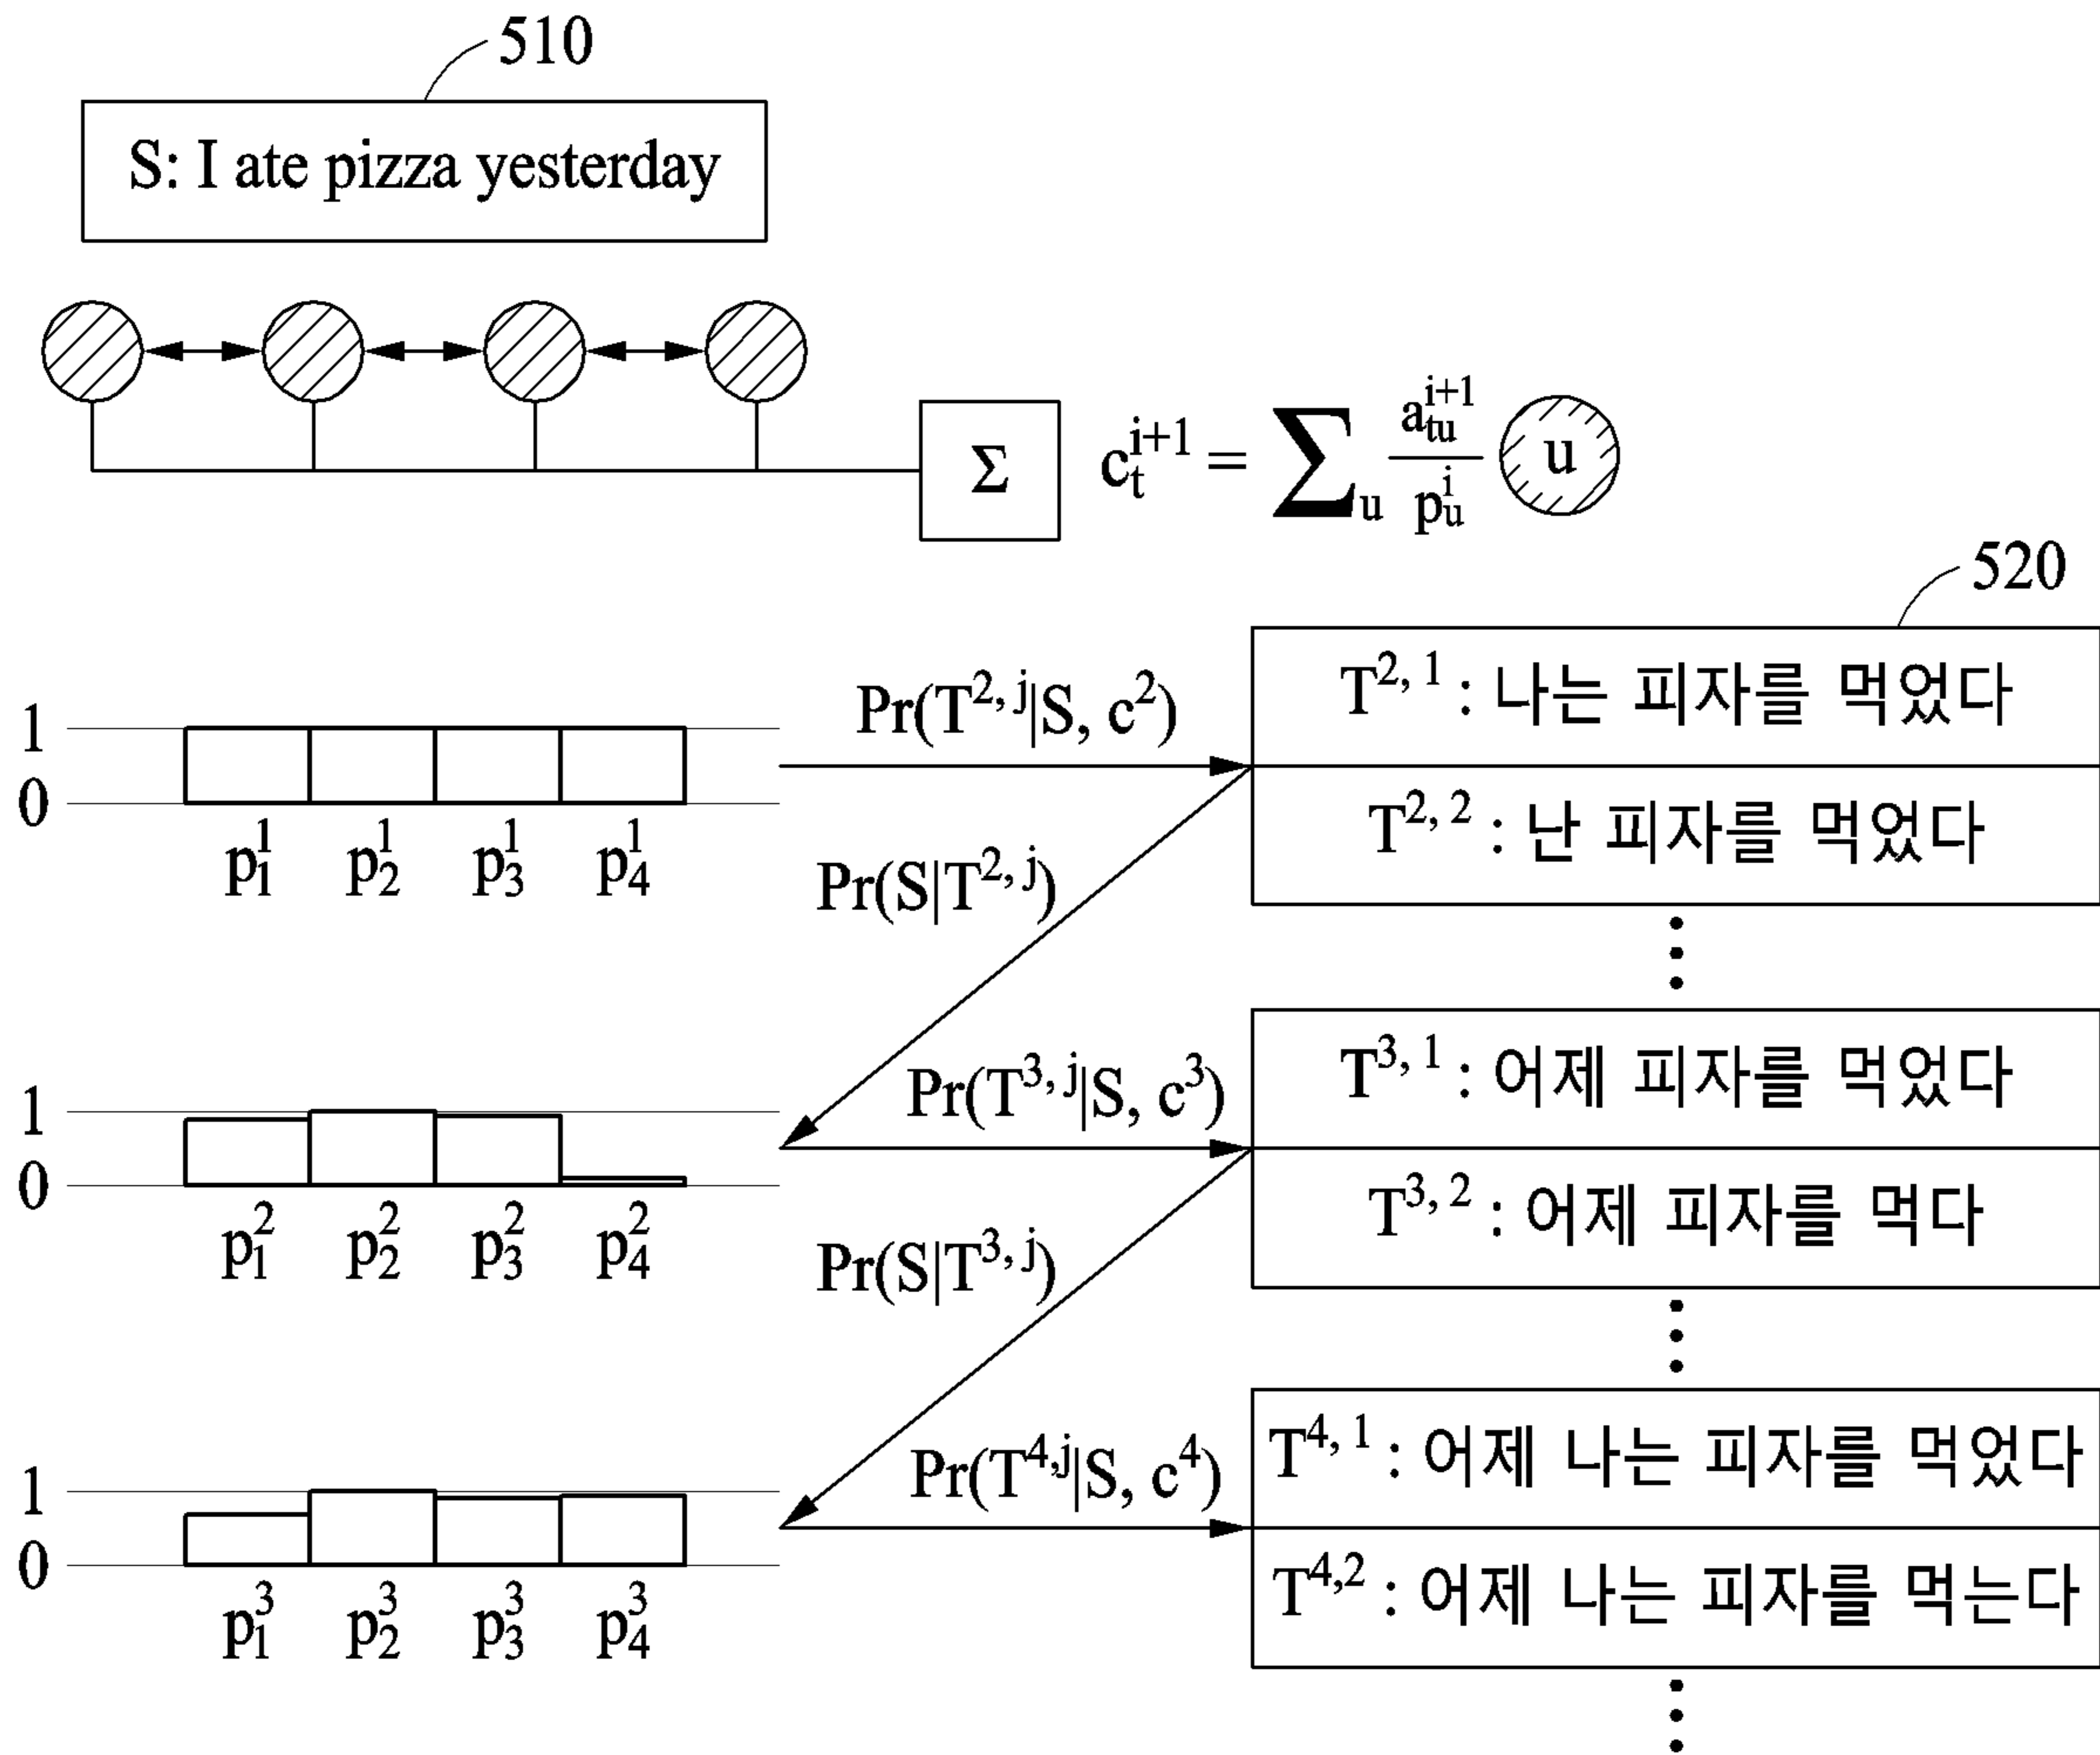 510
S: I ate pizza yesterday
Σ
c_t^{i+1} = ∑_u \frac{a_{tu}^{i+1}}{p_u^i} u
520
1
0
p_1^1 p_2^1 p_3^1 p_4^1
Pr(T^{2, j}|S, c^2)
T^{2, 1} : 나는 피자를 먹었다
T^{2, 2} : 난 피자를 먹었다
Pr(S|T^{2, j})
1
0
p_1^2 p_2^2 p_3^2 p_4^2
Pr(T^{3, j}|S, c^3)
T^{3, 1} : 어제 피자를 먹었다
T^{3, 2} : 어제 피자를 먹다
Pr(S|T^{3, j})
1
0
p_1^3 p_2^3 p_3^3 p_4^3
Pr(T^{4,j}|S, c^4)
T^{4, 1} : 어제 나는 피자를 먹었다
T^{4,2} : 어제 나는 피자를 먹는다